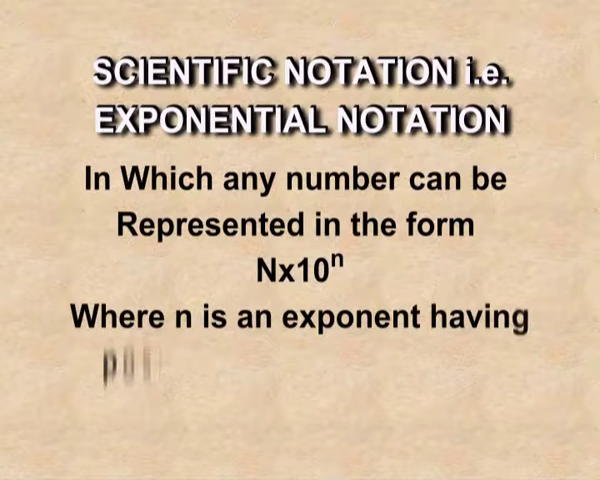 SCIENTIFIC NOTATION i.e.
EXPONENTIAL NOTATION
In Which any number can be
Represented in the form
Nx10ⁿ
Where n is an exponent having